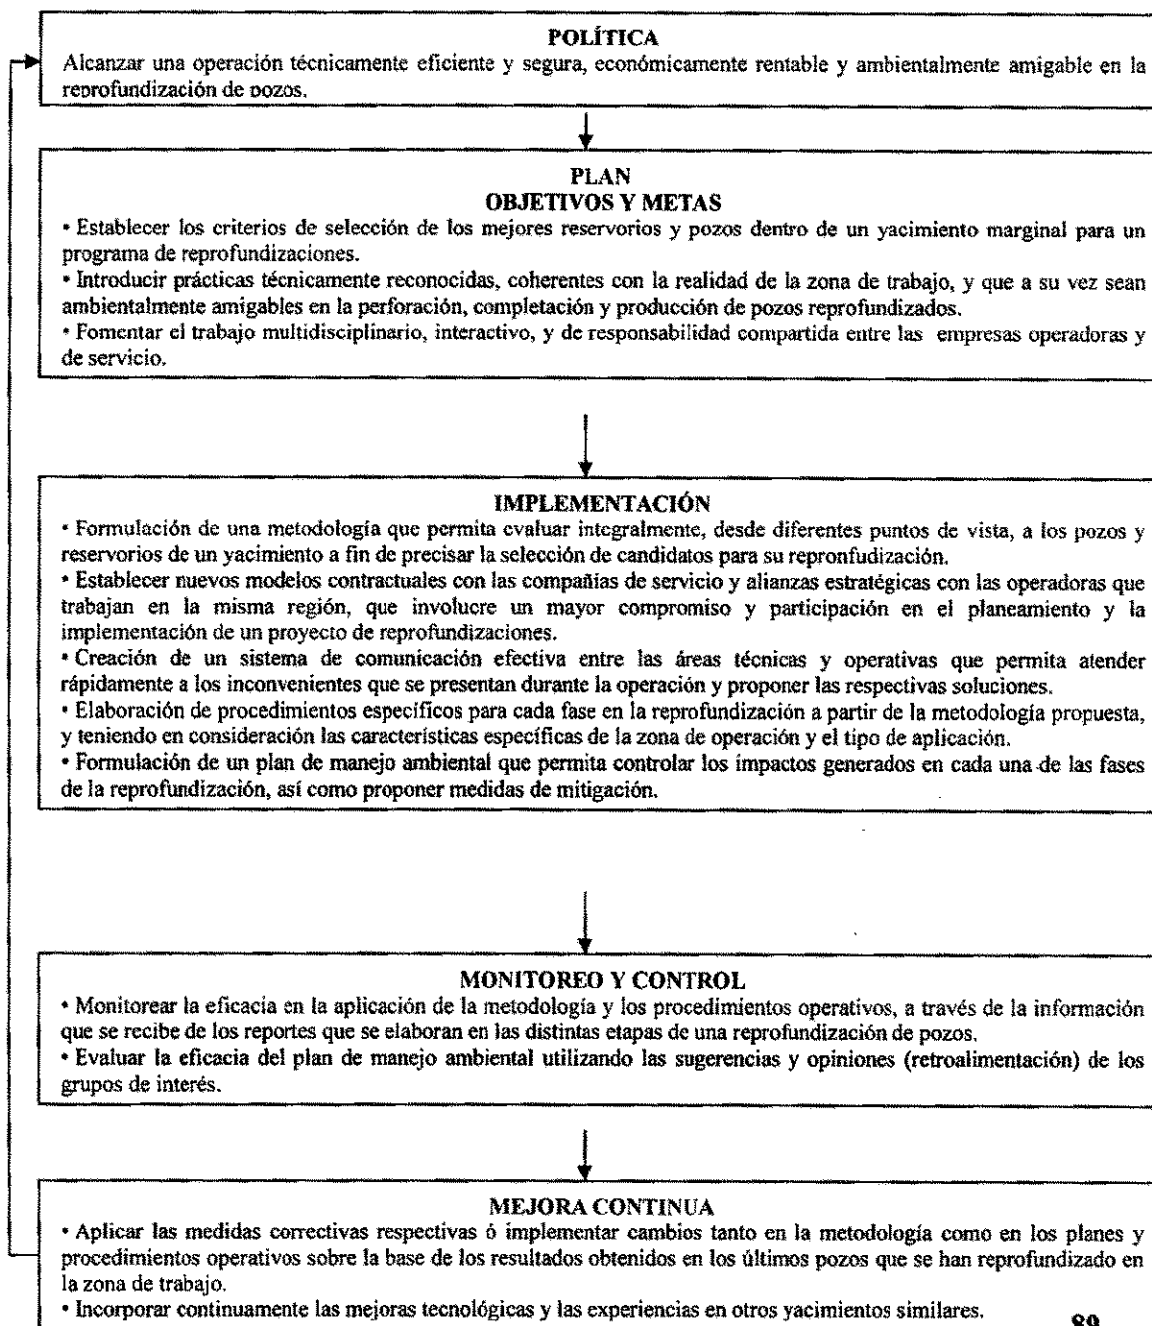 POLÍTICA
Alcanzar una operación técnicamente eficiente y segura, económicamente rentable y ambientalmente amigable en la
reprofundización de pozos.
PLAN
OBJETIVOS Y METAS
• Establecer los criterios de selección de los mejores reservorios y pozos dentro de un yacimiento marginal para un
programa de reprofundizaciones.
• Introducir prácticas técnicamente reconocidas, coherentes con la realidad de la zona de trabajo, y que a su vez sean
ambientalmente amigables en la perforación, completación y producción de pozos reprofundizados.
• Fomentar el trabajo multidisciplinario, interactivo, y de responsabilidad compartida entre las empresas operadoras y
de servicio.
IMPLEMENTACIÓN
• Formulación de una metodología que permita evaluar integralmente, desde diferentes puntos de vista, a los pozos y
reservorios de un yacimiento a fin de precisar la selección de candidatos para su repronfudización.
• Establecer nuevos modelos contractuales con las compañías de servicio y alianzas estratégicas con las operadoras que
trabajan en la misma región, que involucre un mayor compromiso y participación en el planeamiento y la
implementación de un proyecto de reprofundizaciones.
• Creación de un sistema de comunicación efectiva entre las áreas técnicas y operativas que permita atender
rápidamente a los inconvenientes que se presentan durante la operación y proponer las respectivas soluciones.
• Elaboración de procedimientos específicos para cada fase en la reprofundización a partir de la metodología propuesta,
y teniendo en consideración las características específicas de la zona de operación y el tipo de aplicación.
• Formulación de un plan de manejo ambiental que permita controlar los impactos generados en cada una de las fases
de la reprofundización, así como proponer medidas de mitigación.
MONITOREO Y CONTROL
• Monitorear la eficacia en la aplicación de la metodología y los procedimientos operativos, a través de la información
que se recibe de los reportes que se elaboran en las distintas etapas de una reprofundización de pozos.
• Evaluar la eficacia del plan de manejo ambiental utilizando las sugerencias y opiniones (retroalimentación) de los
grupos de interés.
MEJORA CONTINUA
• Aplicar las medidas correctivas respectivas ó implementar cambios tanto en la metodología como en los planes y
procedimientos operativos sobre la base de los resultados obtenidos en los últimos pozos que se han reprofundizado en
la zona de trabajo.
• Incorporar continuamente las mejoras tecnológicas y las experiencias en otros yacimientos similares.
89